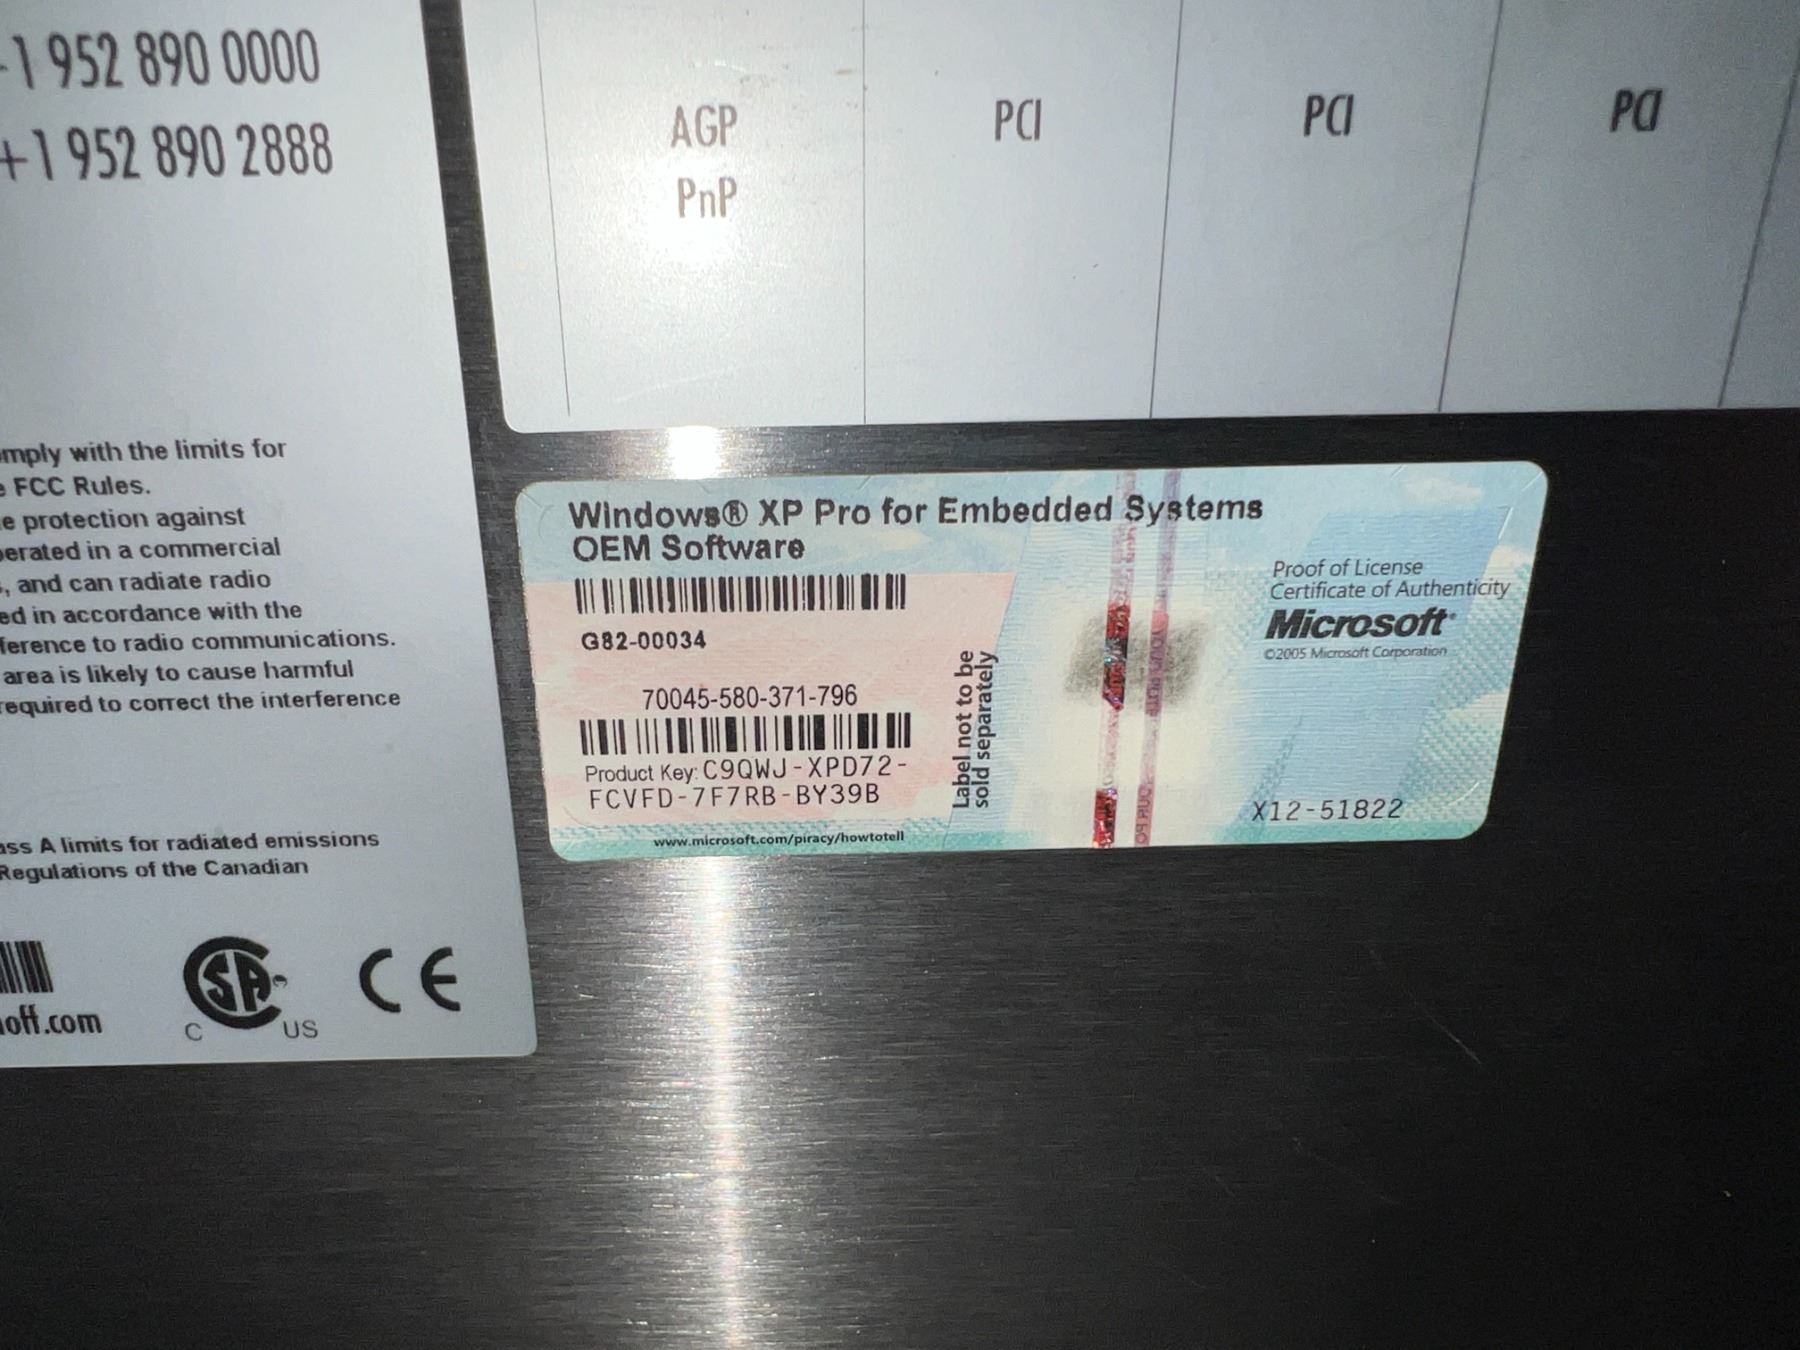 -1 952 890 0000
+1 952 890 2888
AGP
PnP
PCI
PCI
PCI
with the limits for
FCC Rules.
protection against
in a commercial
, and can radiate radio
in accordance with the
to radio communications.
area is likely to cause harmful
required to correct the interference
A limits for radiated emissions
Regulations of the Canadian
off.com
SA
C US
CE
Windows® XP Pro for Embedded Systems
OEM Software
G82-00034
70045-580-371-796
Product Key: C9QWJ-XPD72-
FCVFD-7F7RB-BY39B
www.microsoft.com/piracy/howtotell
Label not to be
sold separately
Proof of License
Certificate of Authenticity
Microsoft®
©2005 Microsoft Corporation
X12-51822